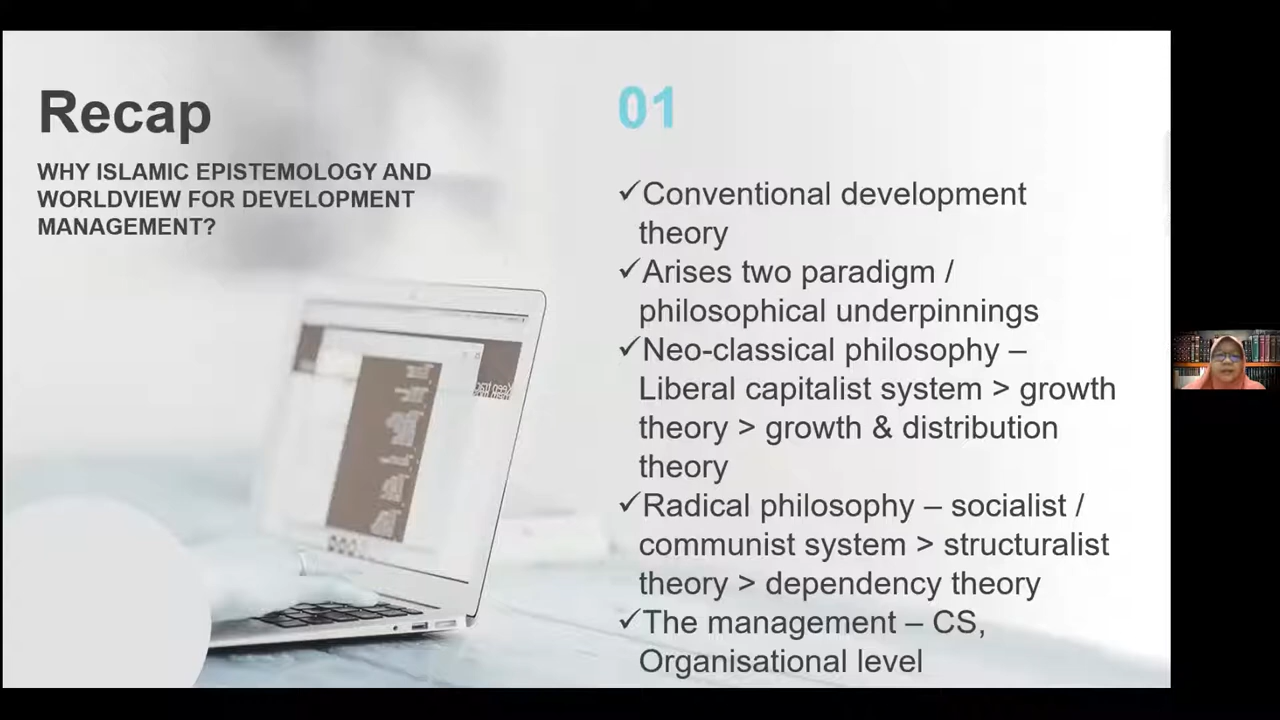 Recap
WHY ISLAMIC EPISTEMOLOGY AND
WORLDVIEW FOR DEVELOPMENT
MANAGEMENT?
01
✓Conventional development
theory
✓Arises two paradigm /
philosophical underpinnings
✓Neo-classical philosophy –
Liberal capitalist system > growth
theory > growth & distribution
theory
✓Radical philosophy – socialist /
communist system > structuralist
theory > dependency theory
✓The management – CS,
Organisational level